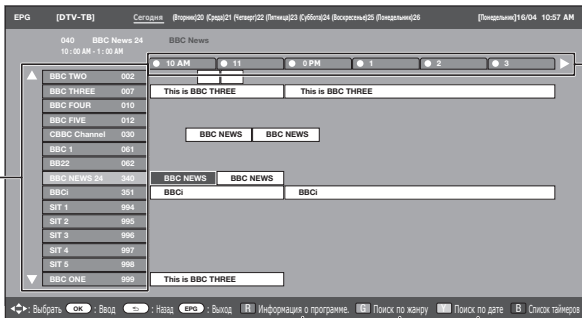 EPG [DTV-TB] Сегодня (Вторник)20 (Среда)21 (Четверг)22 (Пятница)23 (Суббота)24 (Воскресенье)25 (Понедельник)26 [Понедельник]16/04 10:57 AM
040 BBC News 24 BBC News
10 : 00 AM - 1 : 00 AM
10 AM 11 0 PM 1 2 3
BBC TWO 002
BBC THREE 007 This is BBC THREE This is BBC THREE
BBC FOUR 010
BBC FIVE 012
CBBC Channel 030 BBC NEWS BBC NEWS
BBC 1 061
BB22 062
BBC NEWS 24 340 BBC NEWS BBC NEWS
BBCi 351 BBCi BBCi
SIT 1 994
SIT 2 995
SIT 3 996
SIT 4 997
SIT 5 998
BBC ONE 999 This is BBC THREE
: Выбрать OK : Ввод : Назад EPG : Выход R Информация о программе. G Поиск по жанру Y Поиск по дате B Список таймеров